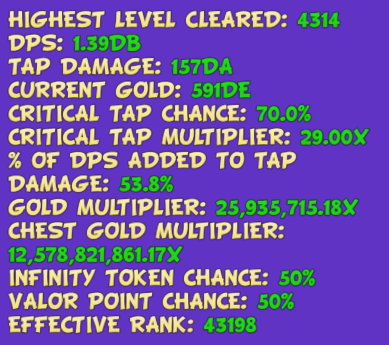 HIGHEST LEVEL CLEARED: 4314
DPS: 1.39DB
TAP DAMAGE: 157DA
CURRENT GOLD: 591DE
CRITICAL TAP CHANCE: 70.0%
CRITICAL TAP MULTIPLIER: 29.00X
% OF DPS ADDED TO TAP
DAMAGE: 53.8%
GOLD MULTIPLIER: 25,935,715.18X
CHEST GOLD MULTIPLIER:
12,578,821,861.17X
INFINITY TOKEN CHANCE: 50%
VALOR POINT CHANCE: 50%
EFFECTIVE RANK: 43198